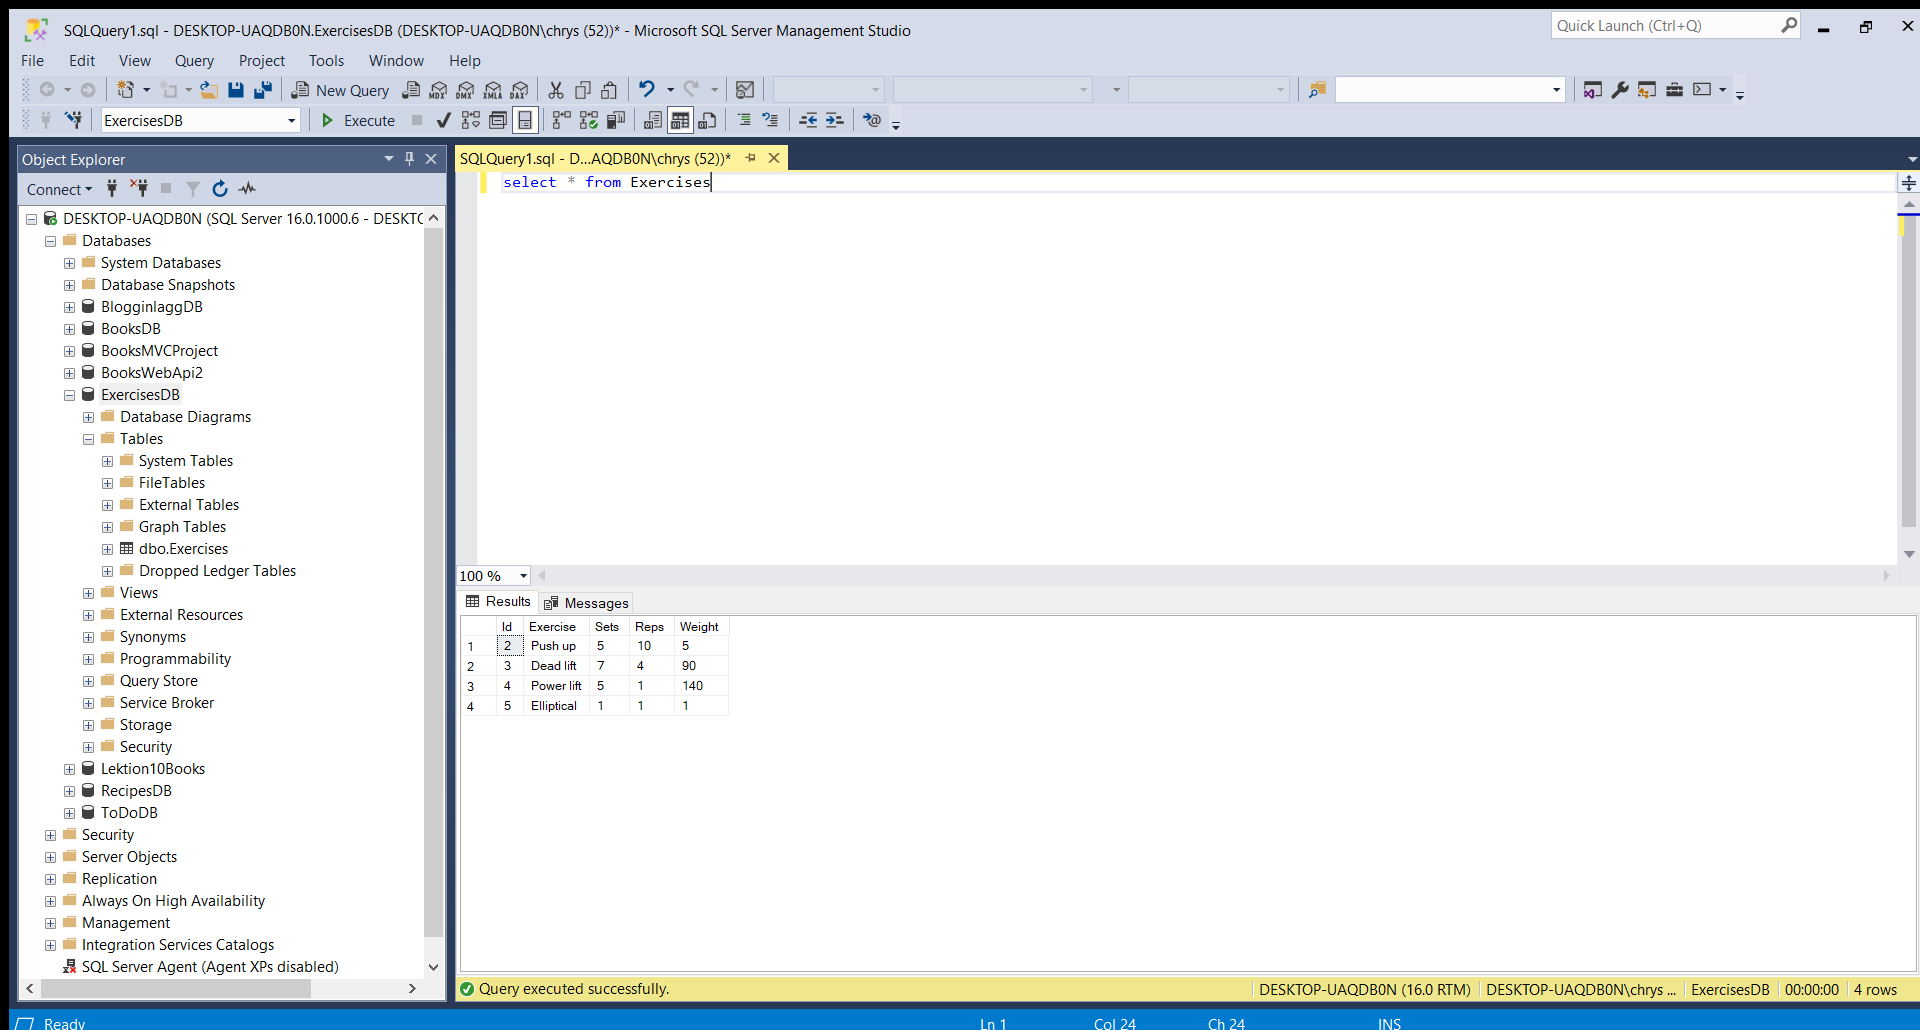 SQLQuery1.sql - DESKTOP-UAQDB0N.ExercisesDB (DESKTOP-UAQDB0N\chrys (52))* - Microsoft SQL Server Management Studio
Quick Launch (Ctrl+Q)
File Edit View Query Project Tools Window Help
New Query MDX DMX XMLA DAX
ExercisesDB Execute
Object Explorer
SQLQuery1.sql - D...AQDB0N\chrys (52))*
Connect
select * from Exercises
DESKTOP-UAQDB0N (SQL Server 16.0.1000.6 - DESKTO
Databases
System Databases
Database Snapshots
BlogginlaggDB
BooksDB
BooksMVCProject
BooksWebApi2
ExercisesDB
Database Diagrams
Tables
System Tables
FileTables
External Tables
Graph Tables
dbo.Exercises
Dropped Ledger Tables
Views
External Resources
Synonyms
Programmability
Query Store
Service Broker
Storage
Security
Lektion10Books
RecipesDB
ToDoDB
Security
Server Objects
Replication
Always On High Availability
Management
Integration Services Catalogs
SQL Server Agent (Agent XPs disabled)
100 %
Results Messages
Id Exercise Sets Reps Weight
1 2 Push up 5 10 5
2 3 Dead lift 7 4 90
3 4 Power lift 5 1 140
4 5 Elliptical 1 1 1
Query executed successfully. DESKTOP-UAQDB0N (16.0 RTM) DESKTOP-UAQDB0N\chrys ... ExercisesDB 00:00:00 4 rows
Ready Ln 1 Col 24 Ch 24 INS